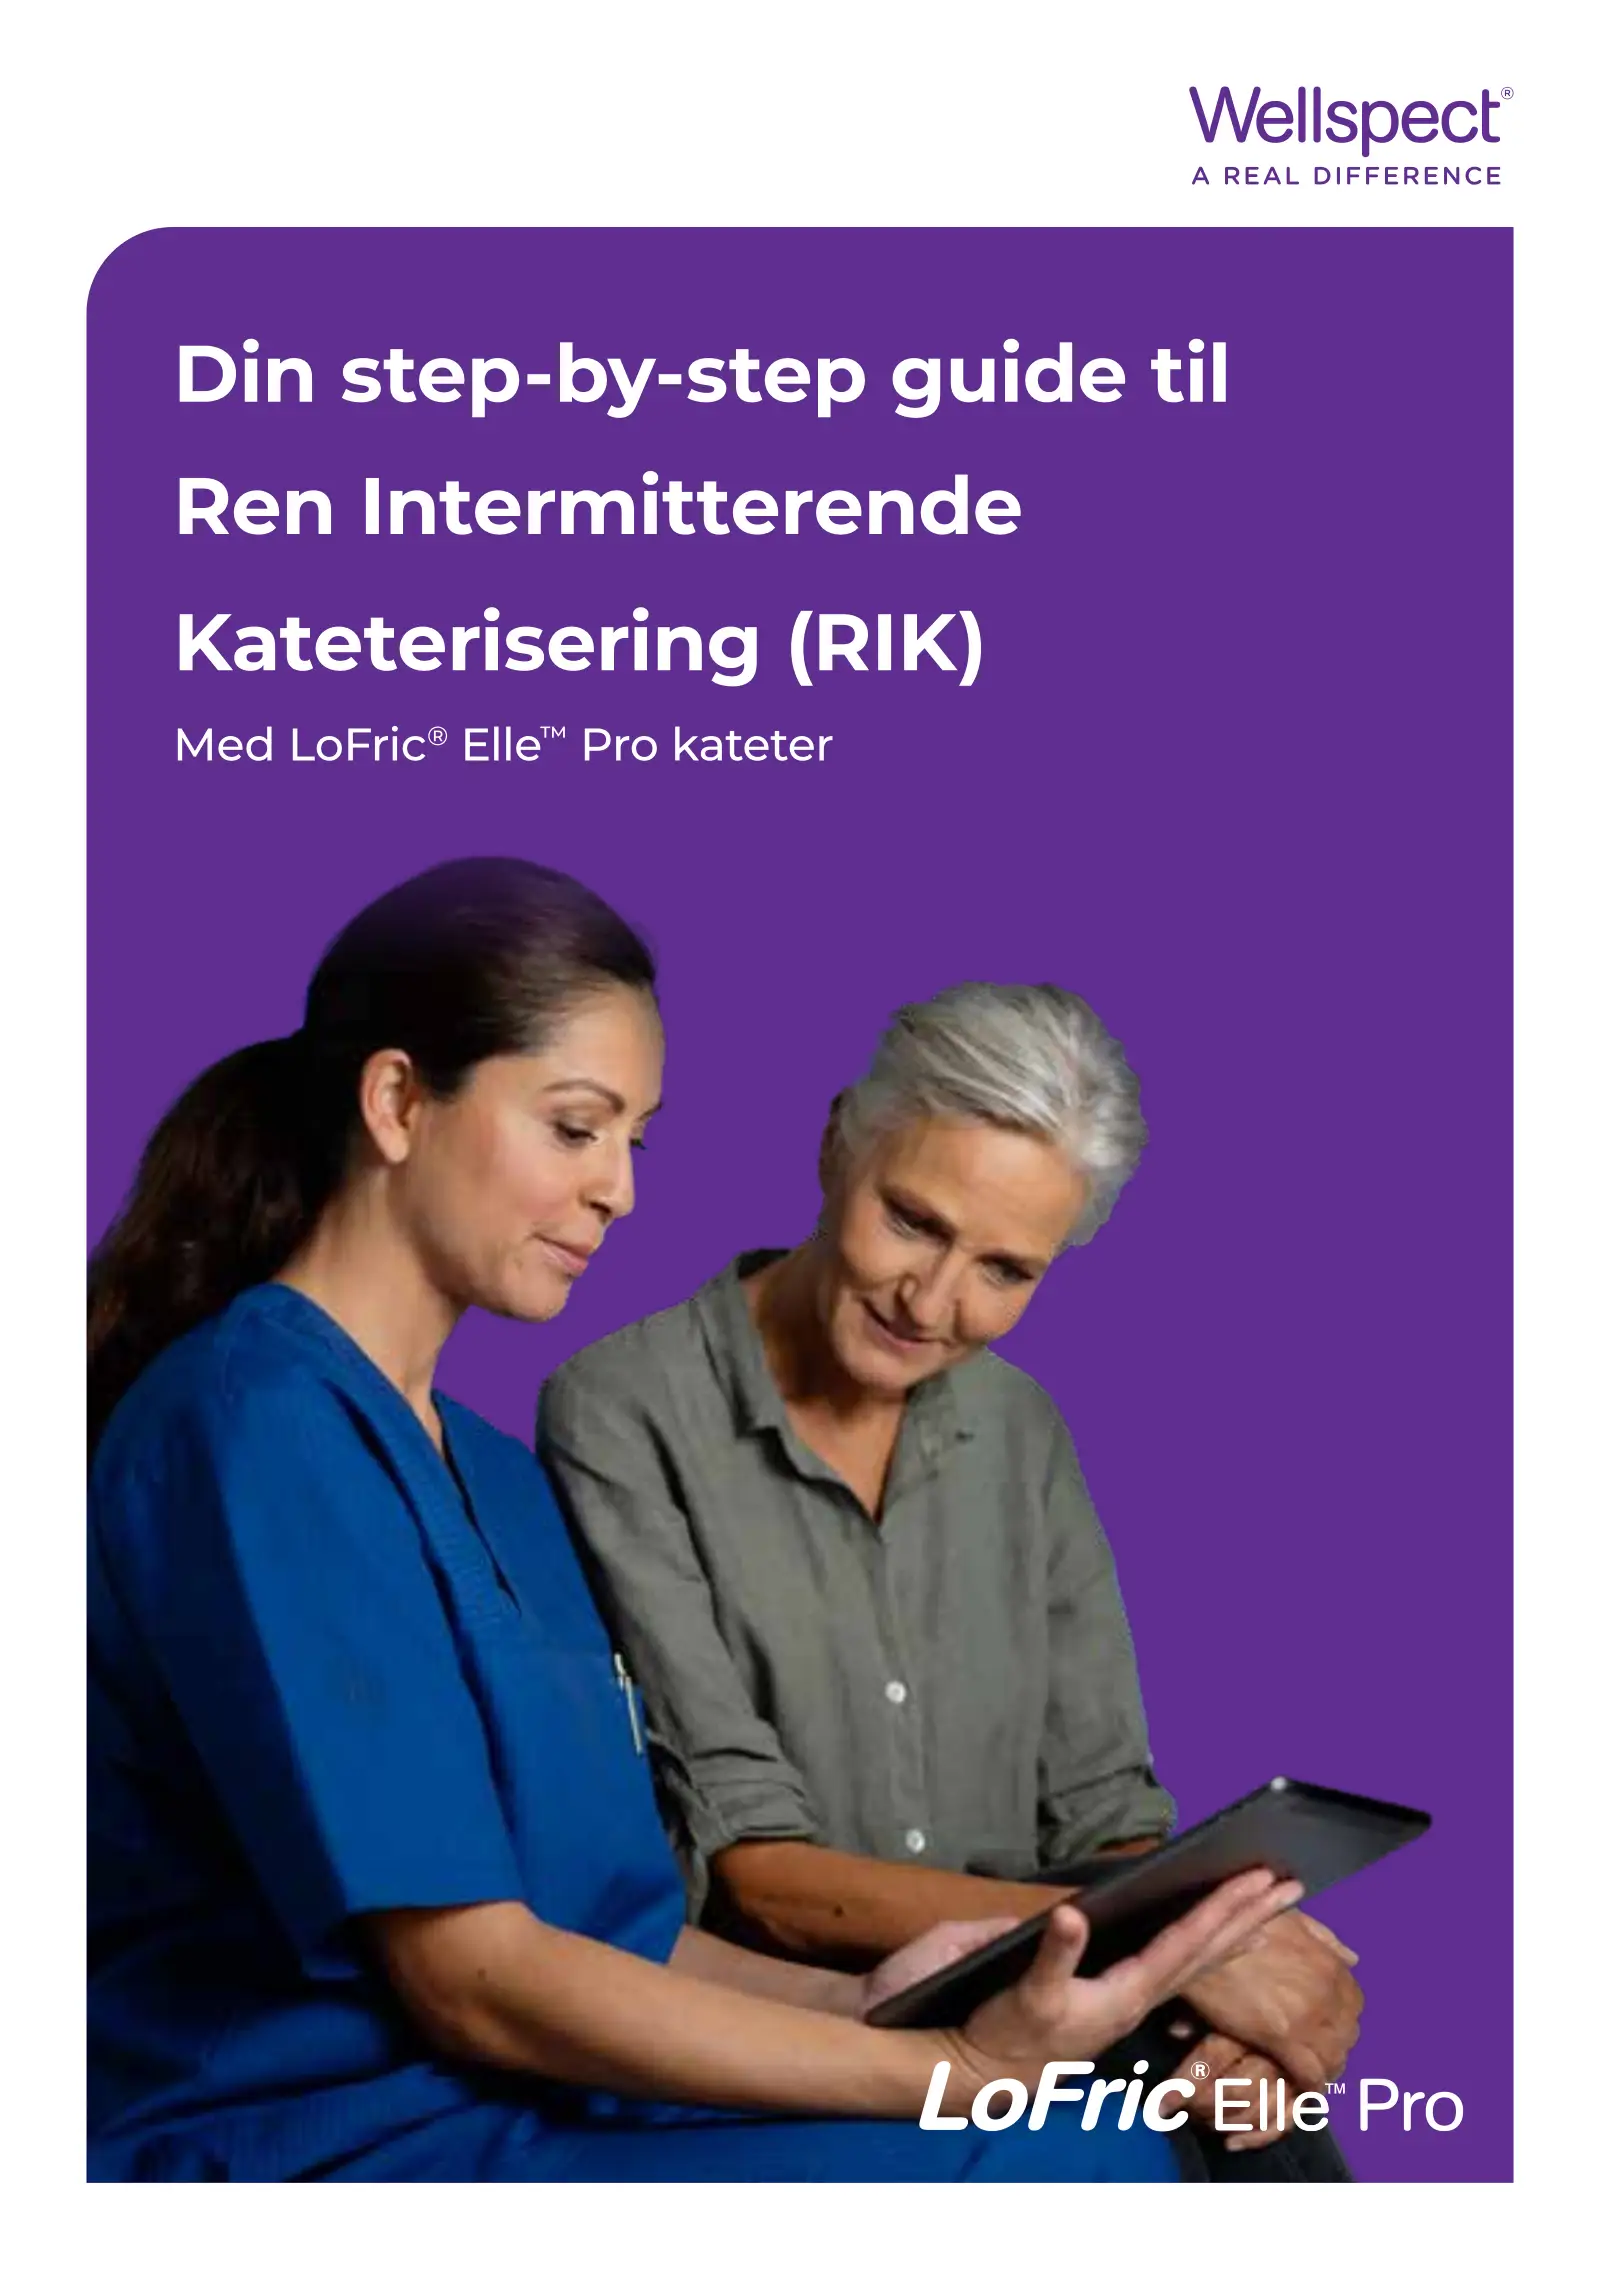 Wellspect®
A REAL DIFFERENCE
Din step-by-step guide til
Ren Intermitterende
Kateterisering (RIK)
Med LoFric® Elle™ Pro kateter
LoFric® Elle™ Pro